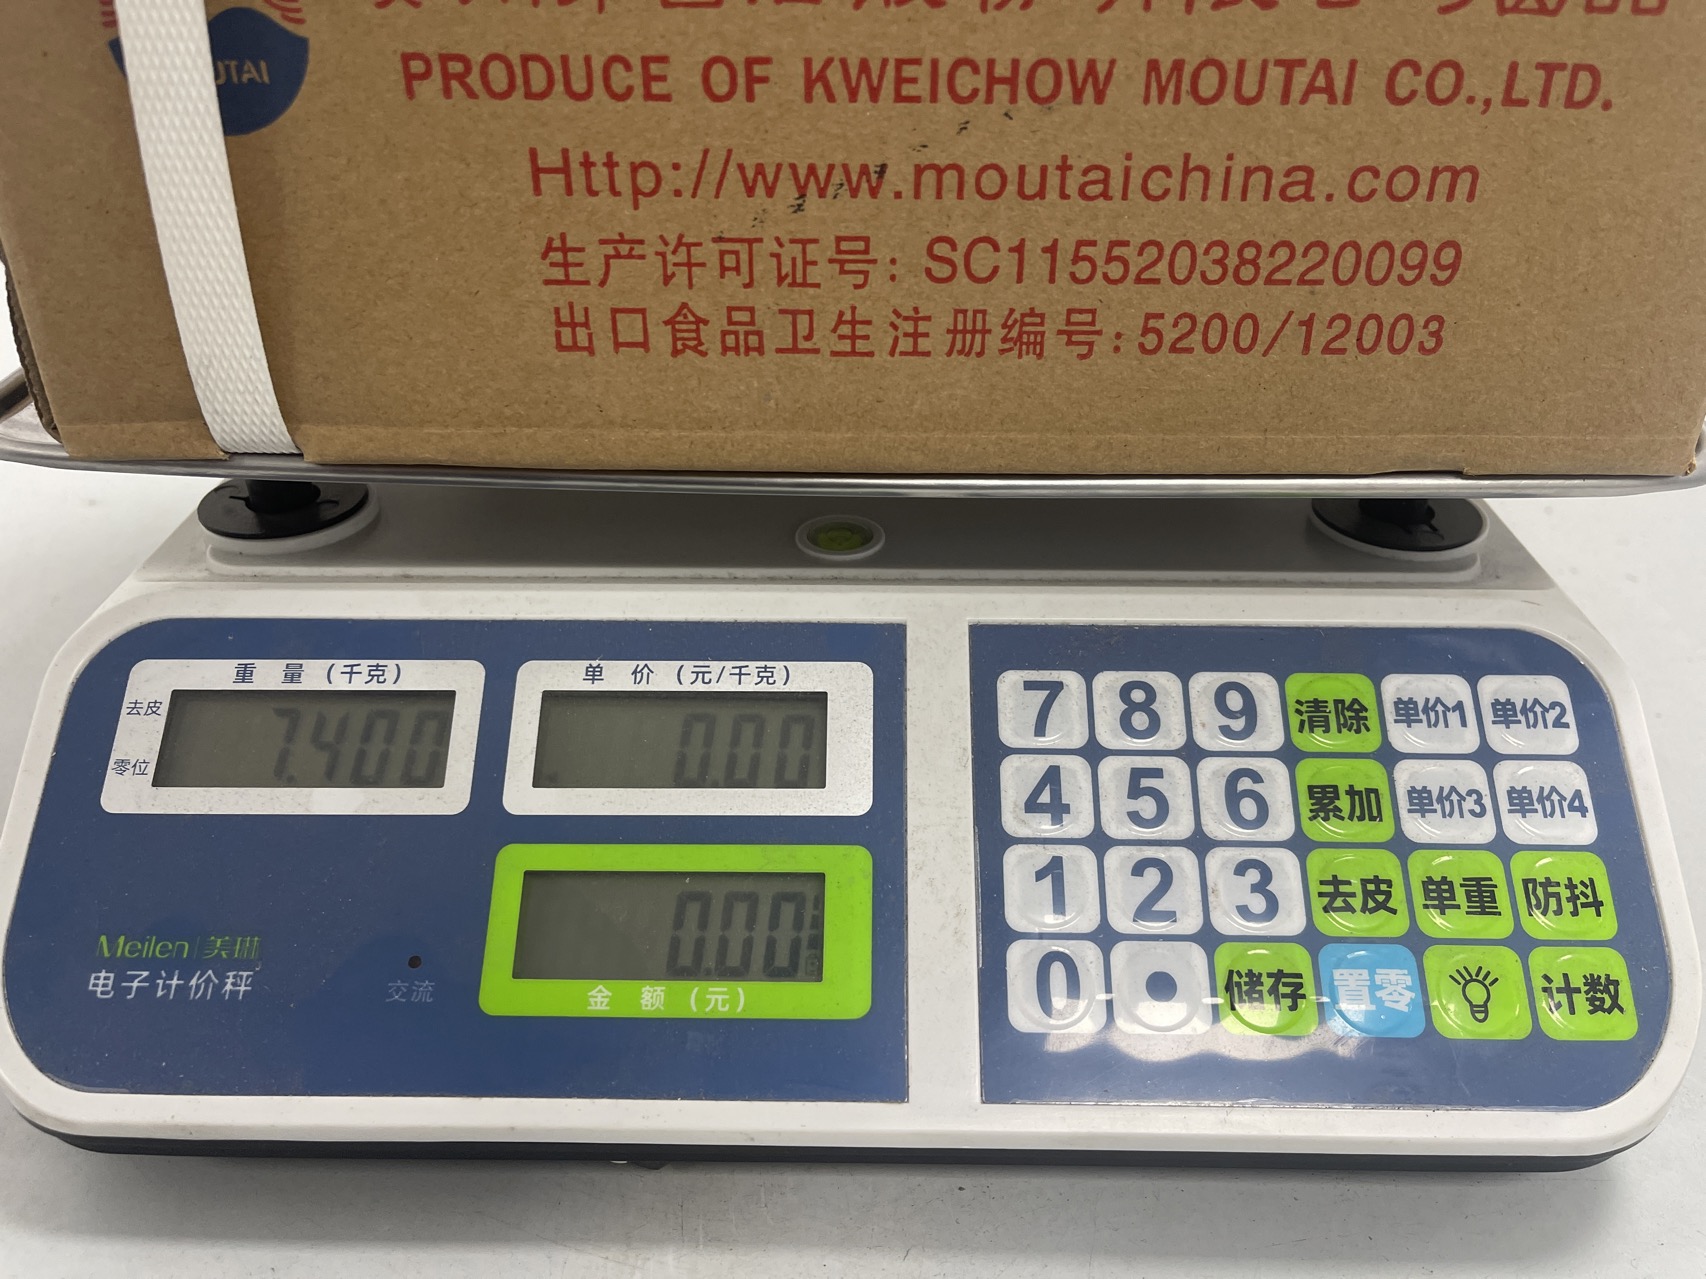 UTAI
PRODUCE OF KWEICHOW MOUTAI CO.,LTD.
Http://www.moutaichina.com
生产许可证号: SC11552038220099
出口食品卫生注册编号: 5200/12003
重 量 (千克)
单 价 (元/千克)
去皮
零位
7.400
0.00
0.00
金 额 (元)
Meilen 美琳
电子计价秤
交流
7 8 9 清除 单价1 单价2
4 5 6 累加 单价3 单价4
1 2 3 去皮 单重 防抖
0 • 储存 置零 计数